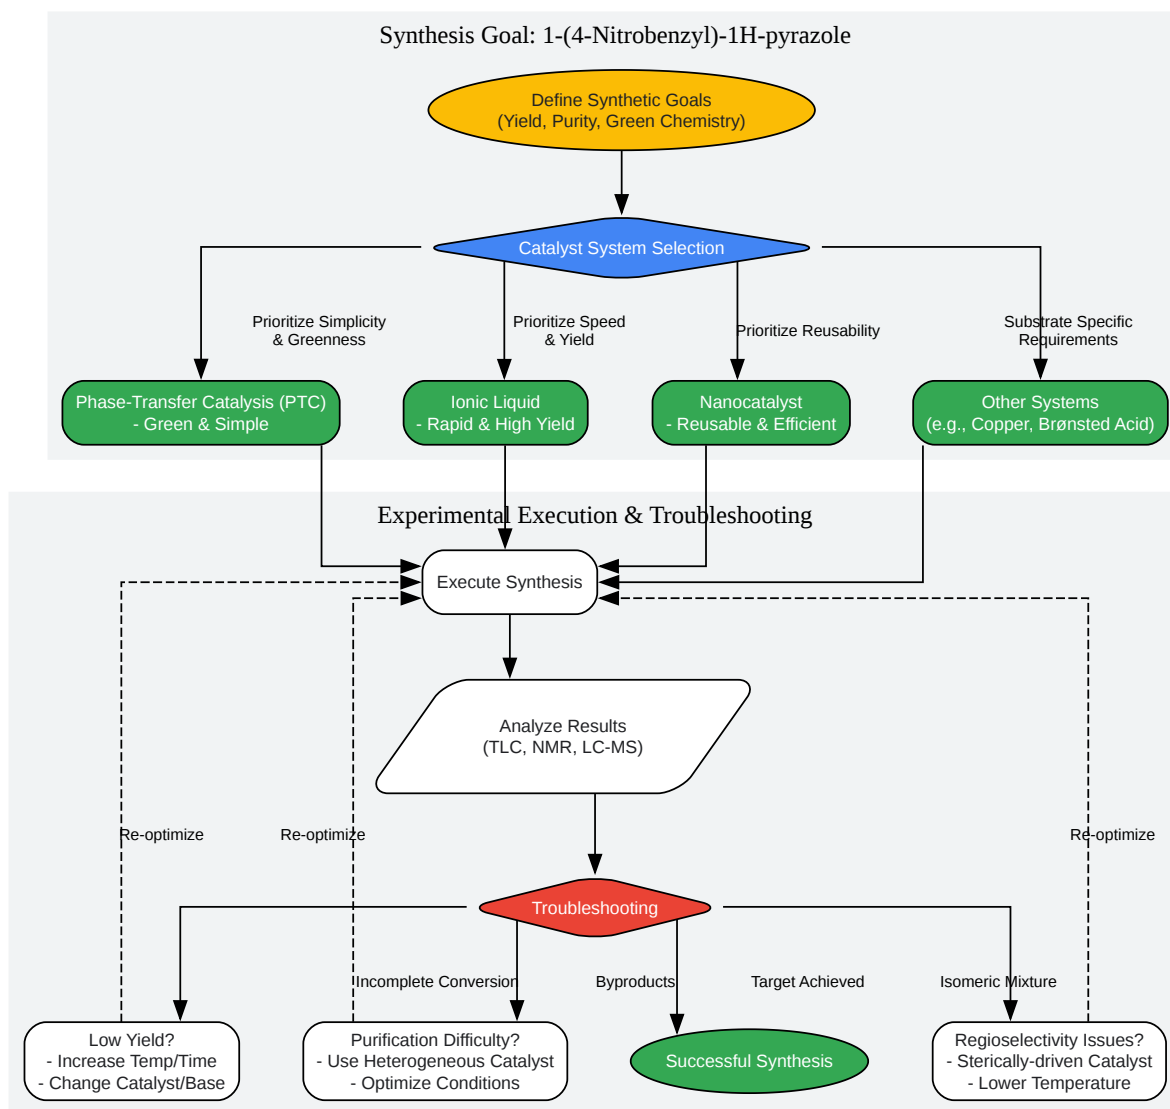 Synthesis Goal: 1-(4-Nitrobenzyl)-1H-pyrazole
Define Synthetic Goals
(Yield, Purity, Green Chemistry)
Catalyst System Selection
Prioritize Simplicity
& Greenness
Prioritize Speed
& Yield
Prioritize Reusability
Substrate Specific
Requirements
Phase-Transfer Catalysis (PTC)
- Green & Simple
Ionic Liquid
- Rapid & High Yield
Nanocatalyst
- Reusable & Efficient
Other Systems
(e.g., Copper, Brønsted Acid)
Experimental Execution & Troubleshooting
Execute Synthesis
Analyze Results
(TLC, NMR, LC-MS)
Re-optimize
Re-optimize
Re-optimize
Troubleshooting
Incomplete Conversion
Byproducts
Target Achieved
Isomeric Mixture
Low Yield?
- Increase Temp/Time
- Change Catalyst/Base
Purification Difficulty?
- Use Heterogeneous Catalyst
- Optimize Conditions
Successful Synthesis
Regioselectivity Issues?
- Sterically-driven Catalyst
- Lower Temperature